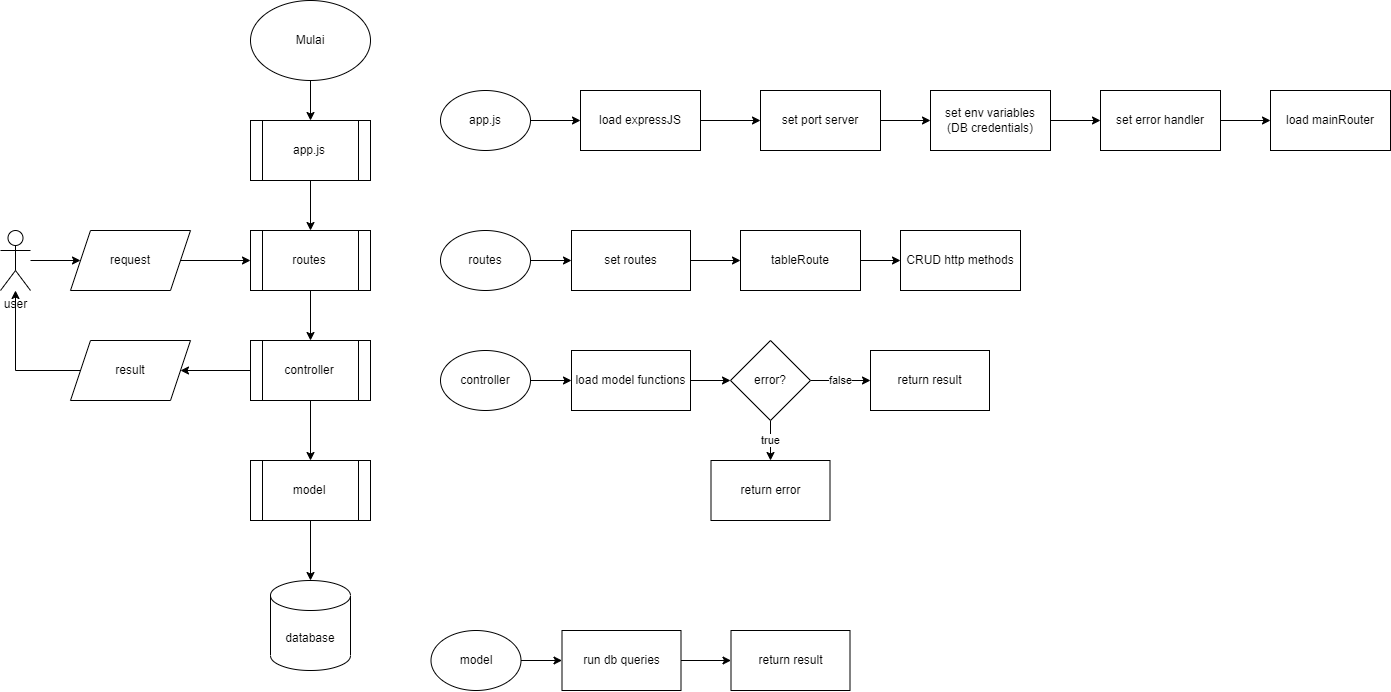 Mulai
app.js
request
routes
user
result
controller
model
database
app.js
load expressJS
set port server
set env variables
(DB credentials)
set error handler
load mainRouter
routes
set routes
tableRoute
CRUD http methods
controller
load model functions
error?
false
return result
true
return error
model
run db queries
return result